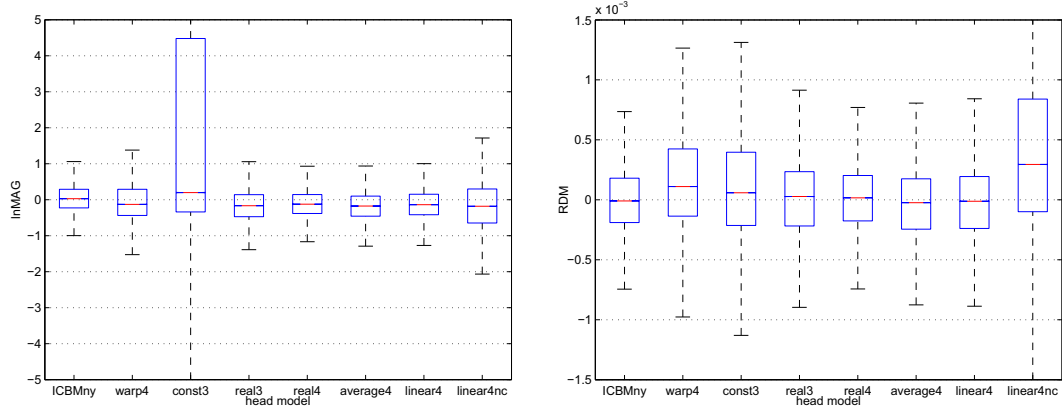 5
4
3
2
1
0
−1
−2
−3
−4
−5
lnMAG
ICBMny warp4 const3 real3 real4 average4 linear4 linear4nc
head model
x 10⁻³
1.5
1
0.5
0
−0.5
−1
−1.5
RDM
ICBMny warp4 const3 real3 real4 average4 linear4 linear4nc
head model